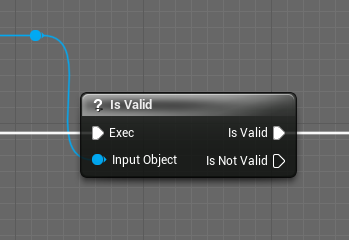 ? Is Valid
Exec Is Valid
Input Object Is Not Valid